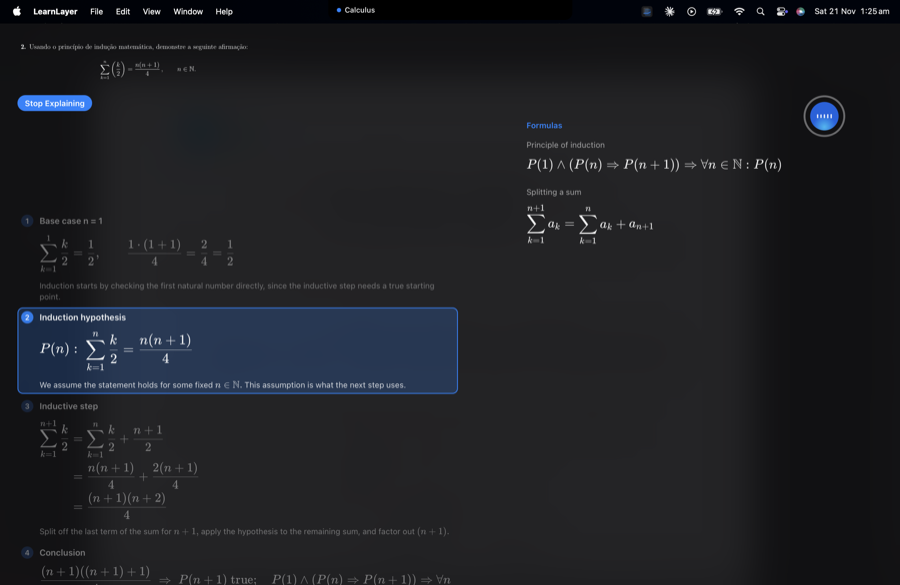 LearnLayer File Edit View Window Help
Calculus
Sat 21 Nov 1:25 am
2. Usando o princípio de indução matemática, demonstre a seguinte afirmação:
∑_{k=1}^{n} (k/2) = n(n+1)/4, n ∈ ℕ.
Stop Explaining
1 Base case n = 1
∑_{k=1}^{1} k/2 = 1/2, 1·(1+1)/4 = 2/4 = 1/2
Induction starts by checking the first natural number directly, since the inductive step needs a true starting
point.
2 Induction hypothesis
P(n) : ∑_{k=1}^{n} k/2 = n(n+1)/4
We assume the statement holds for some fixed n ∈ ℕ. This assumption is what the next step uses.
3 Inductive step
∑_{k=1}^{n+1} k/2 = ∑_{k=1}^{n} k/2 + (n+1)/2
= n(n+1)/4 + 2(n+1)/4
= (n+1)(n+2)/4
Split off the last term of the sum for n + 1, apply the hypothesis to the remaining sum, and factor out (n + 1).
4 Conclusion
(n+1)((n+1)+1) ⇒ P(n+1) true; P(1) ∧ (P(n) ⇒ P(n+1)) ⇒ ∀n
Formulas
Principle of induction
P(1) ∧ (P(n) ⇒ P(n+1)) ⇒ ∀n ∈ ℕ : P(n)
Splitting a sum
∑_{k=1}^{n+1} a_k = ∑_{k=1}^{n} a_k + a_{n+1}